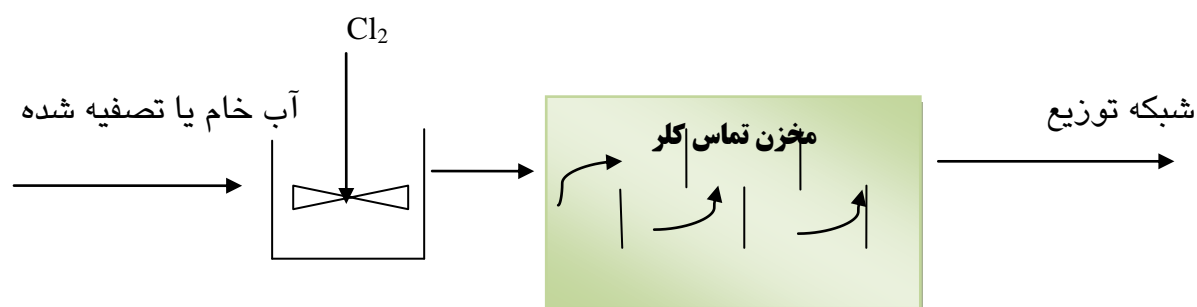 Cl₂
آب خام یا تصفیه شده
مخزن تماس کلر
شبکه توزیع